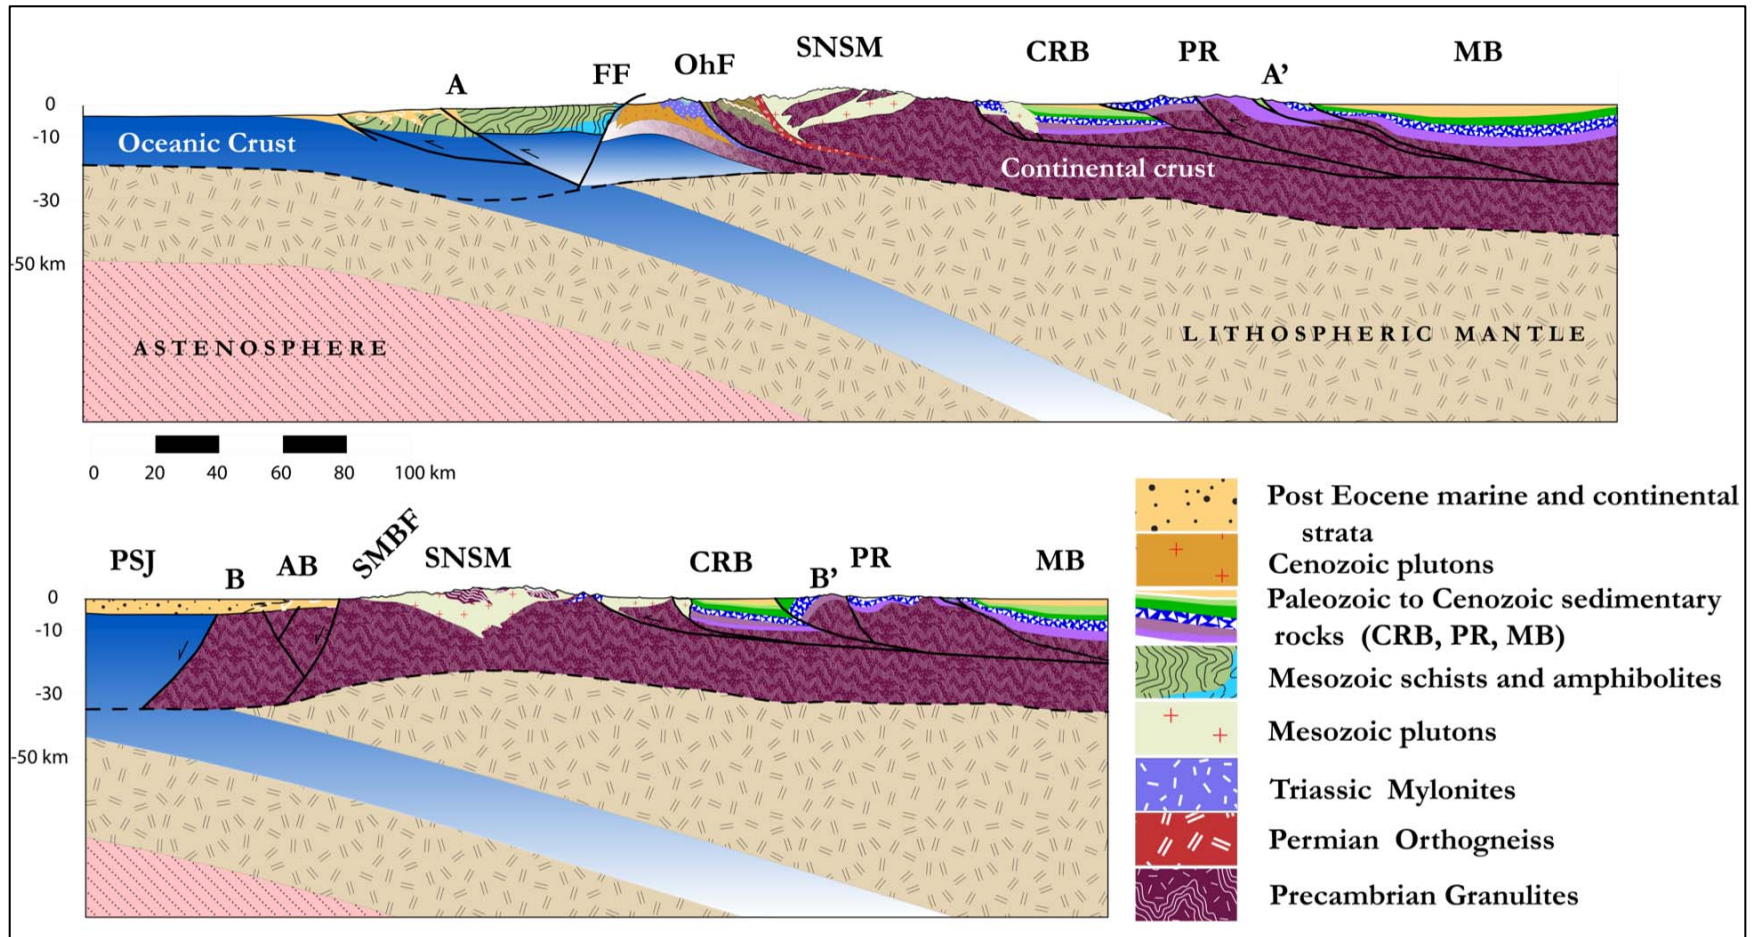 SNSM
CRB
PR
MB
OhF
FF
A
A’
0
-10
-30
-50 km
Oceanic Crust
Continental crust
ASTENOSPHERE
LITHOSPHERIC MANTLE
0 20 40 60 80 100 km
PSJ
B
AB
SMBF
SNSM
CRB
B’
PR
MB
0
-10
-30
-50 km
Post Eocene marine and continental
strata
Cenozoic plutons
Paleozoic to Cenozoic sedimentary
rocks (CRB, PR, MB)
Mesozoic schists and amphibolites
Mesozoic plutons
Triassic Mylonites
Permian Orthogneiss
Precambrian Granulites